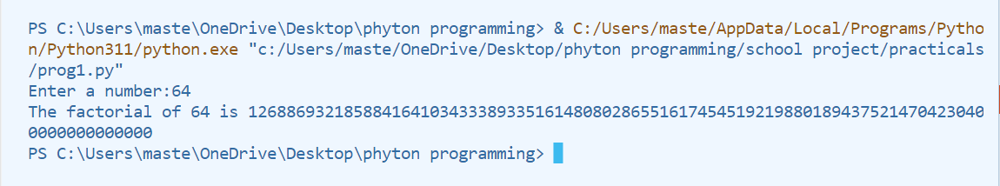 PS C:\Users\maste\OneDrive\Desktop\phyton programming> & C:/Users/maste/AppData/Local/Programs/Pytho
n/Python311/python.exe "c:/Users/maste/OneDrive/Desktop/phyton programming/school project/practicals
/prog1.py"
Enter a number:64
The factorial of 64 is 126886932185884164103433389335161480802865516174545192198801894375214704230400
0000000000000
PS C:\Users\maste\OneDrive\Desktop\phyton programming>